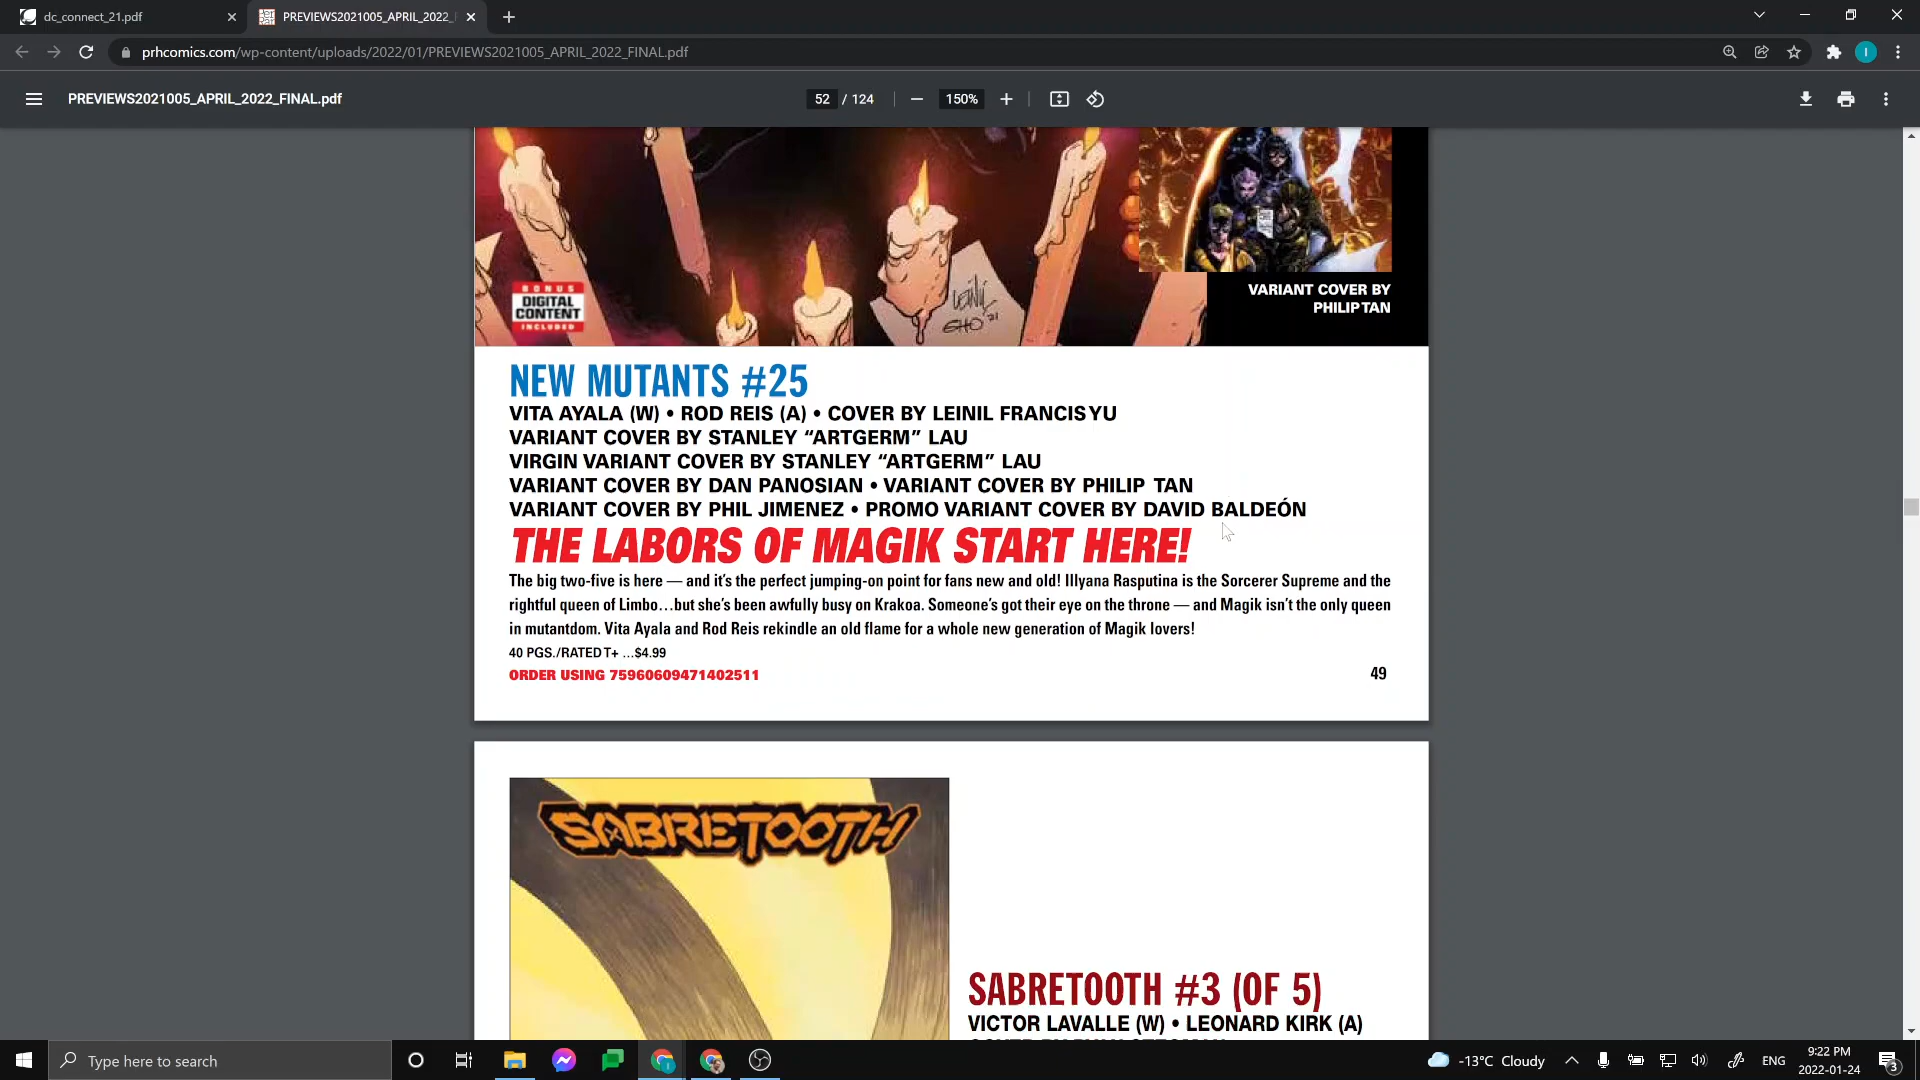 dc_connect_21.pdf
PREVIEWS2021005_APRIL_2022_F
prhcomics.com/wp-content/uploads/2022/01/PREVIEWS2021005_APRIL_2022_FINAL.pdf
I
PREVIEWS2021005_APRIL_2022_FINAL.pdf
52 / 124
150%
BONUS
DIGITAL
CONTENT
INCLUDED
LEINIL
GHO '21
VARIANT COVER BY
PHILIP TAN
NEW MUTANTS #25
VITA AYALA (W) • ROD REIS (A) • COVER BY LEINIL FRANCIS YU
VARIANT COVER BY STANLEY “ARTGERM” LAU
VIRGIN VARIANT COVER BY STANLEY “ARTGERM” LAU
VARIANT COVER BY DAN PANOSIAN • VARIANT COVER BY PHILIP TAN
VARIANT COVER BY PHIL JIMENEZ • PROMO VARIANT COVER BY DAVID BALDEÓN
THE LABORS OF MAGIK START HERE!
The big two-five is here — and it’s the perfect jumping-on point for fans new and old! Illyana Rasputina is the Sorcerer Supreme and the
rightful queen of Limbo…but she’s been awfully busy on Krakoa. Someone’s got their eye on the throne — and Magik isn’t the only queen
in mutantdom. Vita Ayala and Rod Reis rekindle an old flame for a whole new generation of Magik lovers!
40 PGS./RATED T+ …$4.99
ORDER USING 75960609471402511
49
SABRETOOTH
SABRETOOTH #3 (OF 5)
VICTOR LAVALLE (W) • LEONARD KIRK (A)
Type here to search
-13°C Cloudy
ENG
9:22 PM
2022-01-24
3